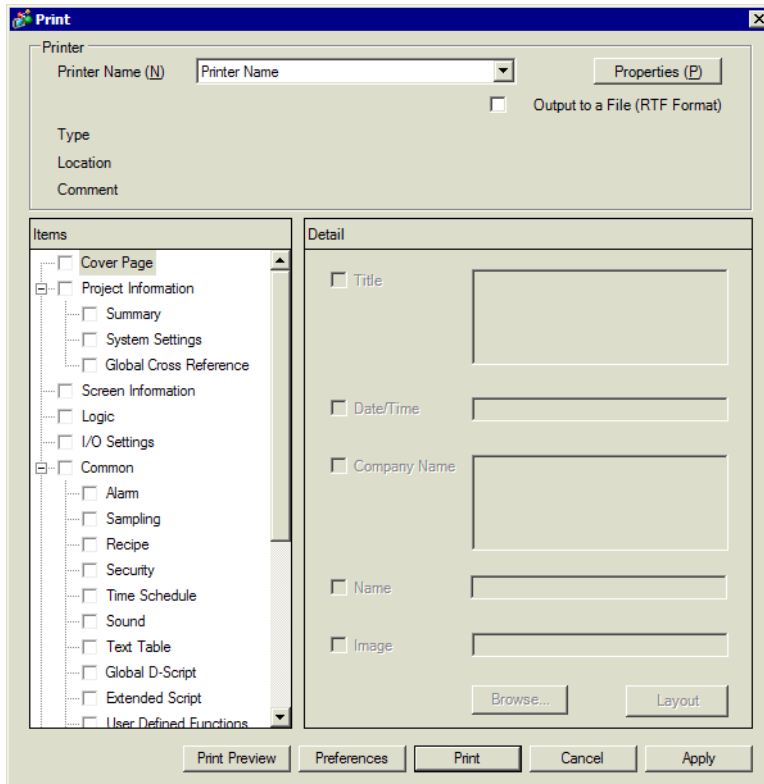 Print
Printer
Printer Name (N) Printer Name Properties (P)
Output to a File (RTF Format)
Type
Location
Comment
Items
Cover Page
Project Information
Summary
System Settings
Global Cross Reference
Screen Information
Logic
I/O Settings
Common
Alarm
Sampling
Recipe
Security
Time Schedule
Sound
Text Table
Global D-Script
Extended Script
User Defined Functions
Detail
Title
Date/Time
Company Name
Name
Image
Browse... Layout
Print Preview Preferences Print Cancel Apply